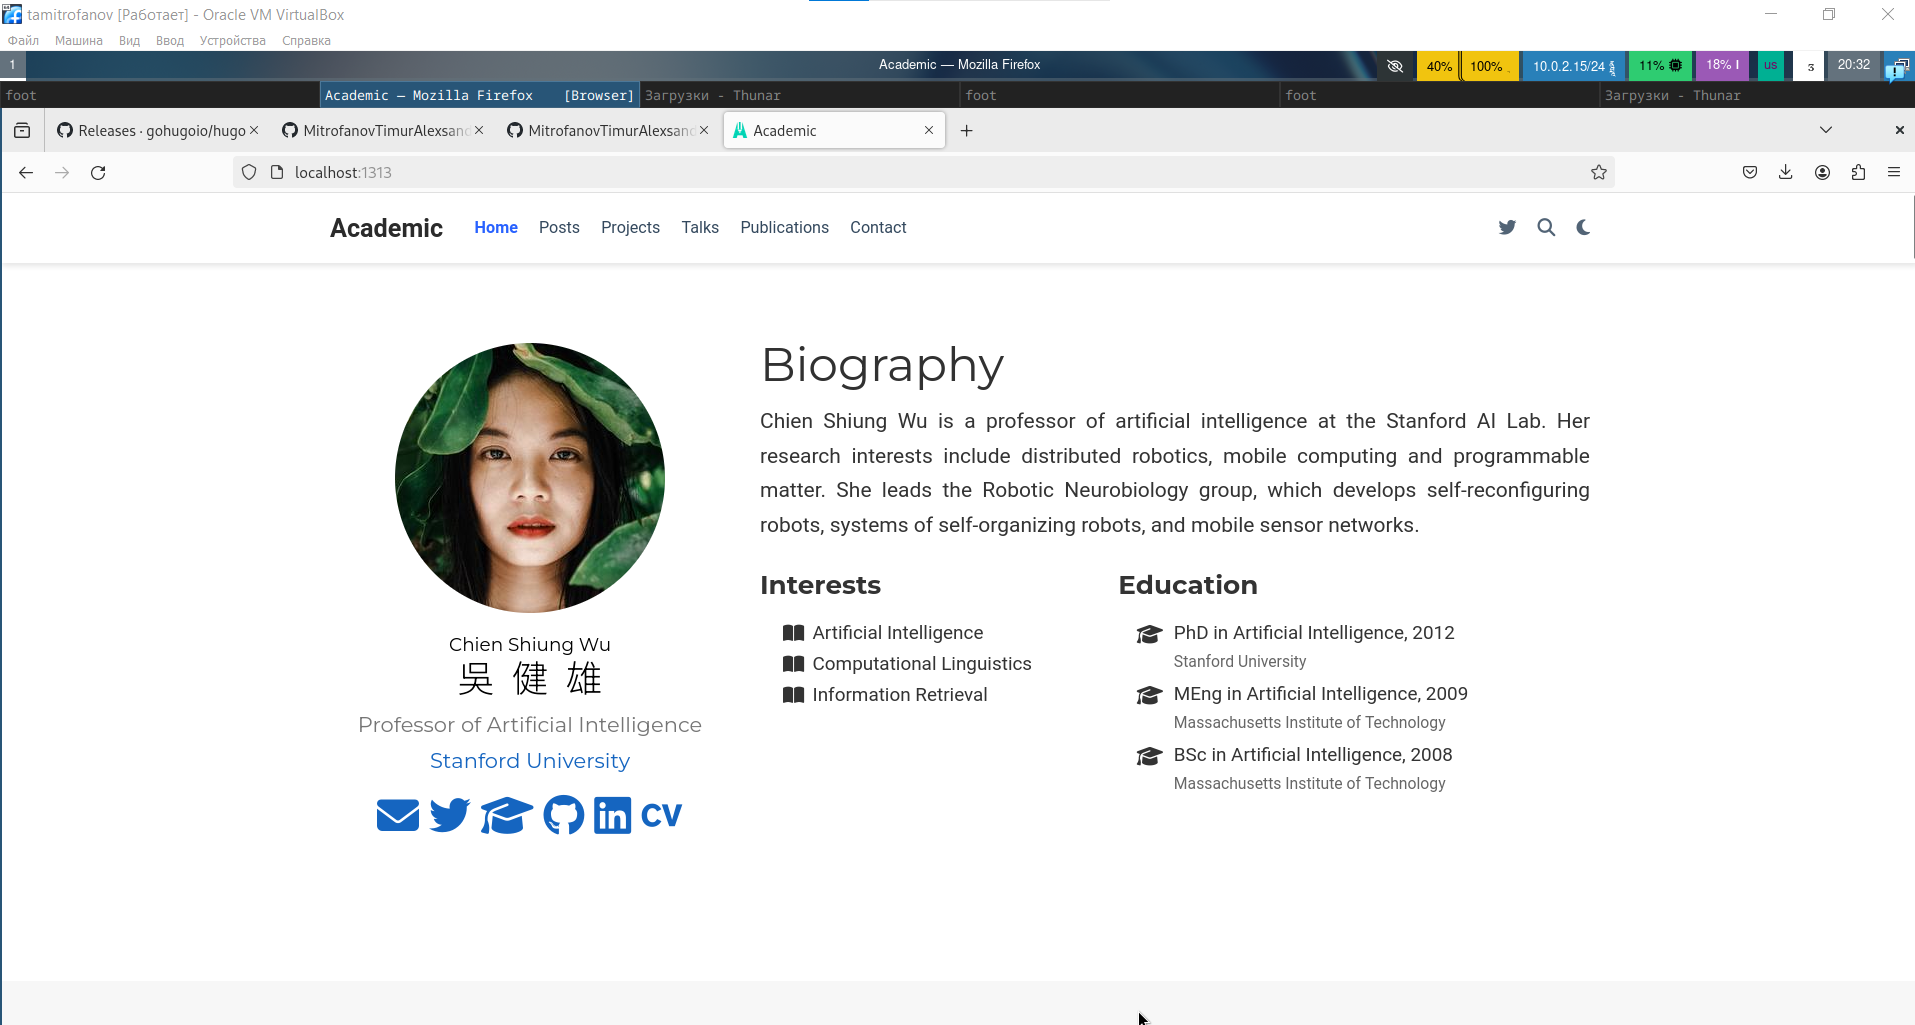 tamitrofanov [Работает] - Oracle VM VirtualBox
Файл Машина Вид Ввод Устройства Справка
1 Academic — Mozilla Firefox 40% 100% 10.0.2.15/24 11% 18% us 3 20:32
foot Academic — Mozilla Firefox [Browser] Загрузки - Thunar foot foot Загрузки - Thunar
Releases · gohugoio/hugo MitrofanovTimurAlexsand MitrofanovTimurAlexsand Academic
localhost:1313
Academic Home Posts Projects Talks Publications Contact
Biography
Chien Shiung Wu is a professor of artificial intelligence at the Stanford AI Lab. Her
research interests include distributed robotics, mobile computing and programmable
matter. She leads the Robotic Neurobiology group, which develops self-reconfiguring
robots, systems of self-organizing robots, and mobile sensor networks.
Chien Shiung Wu
吳健雄
Professor of Artificial Intelligence
Stanford University
CV
Interests
Artificial Intelligence
Computational Linguistics
Information Retrieval
Education
PhD in Artificial Intelligence, 2012
Stanford University
MEng in Artificial Intelligence, 2009
Massachusetts Institute of Technology
BSc in Artificial Intelligence, 2008
Massachusetts Institute of Technology